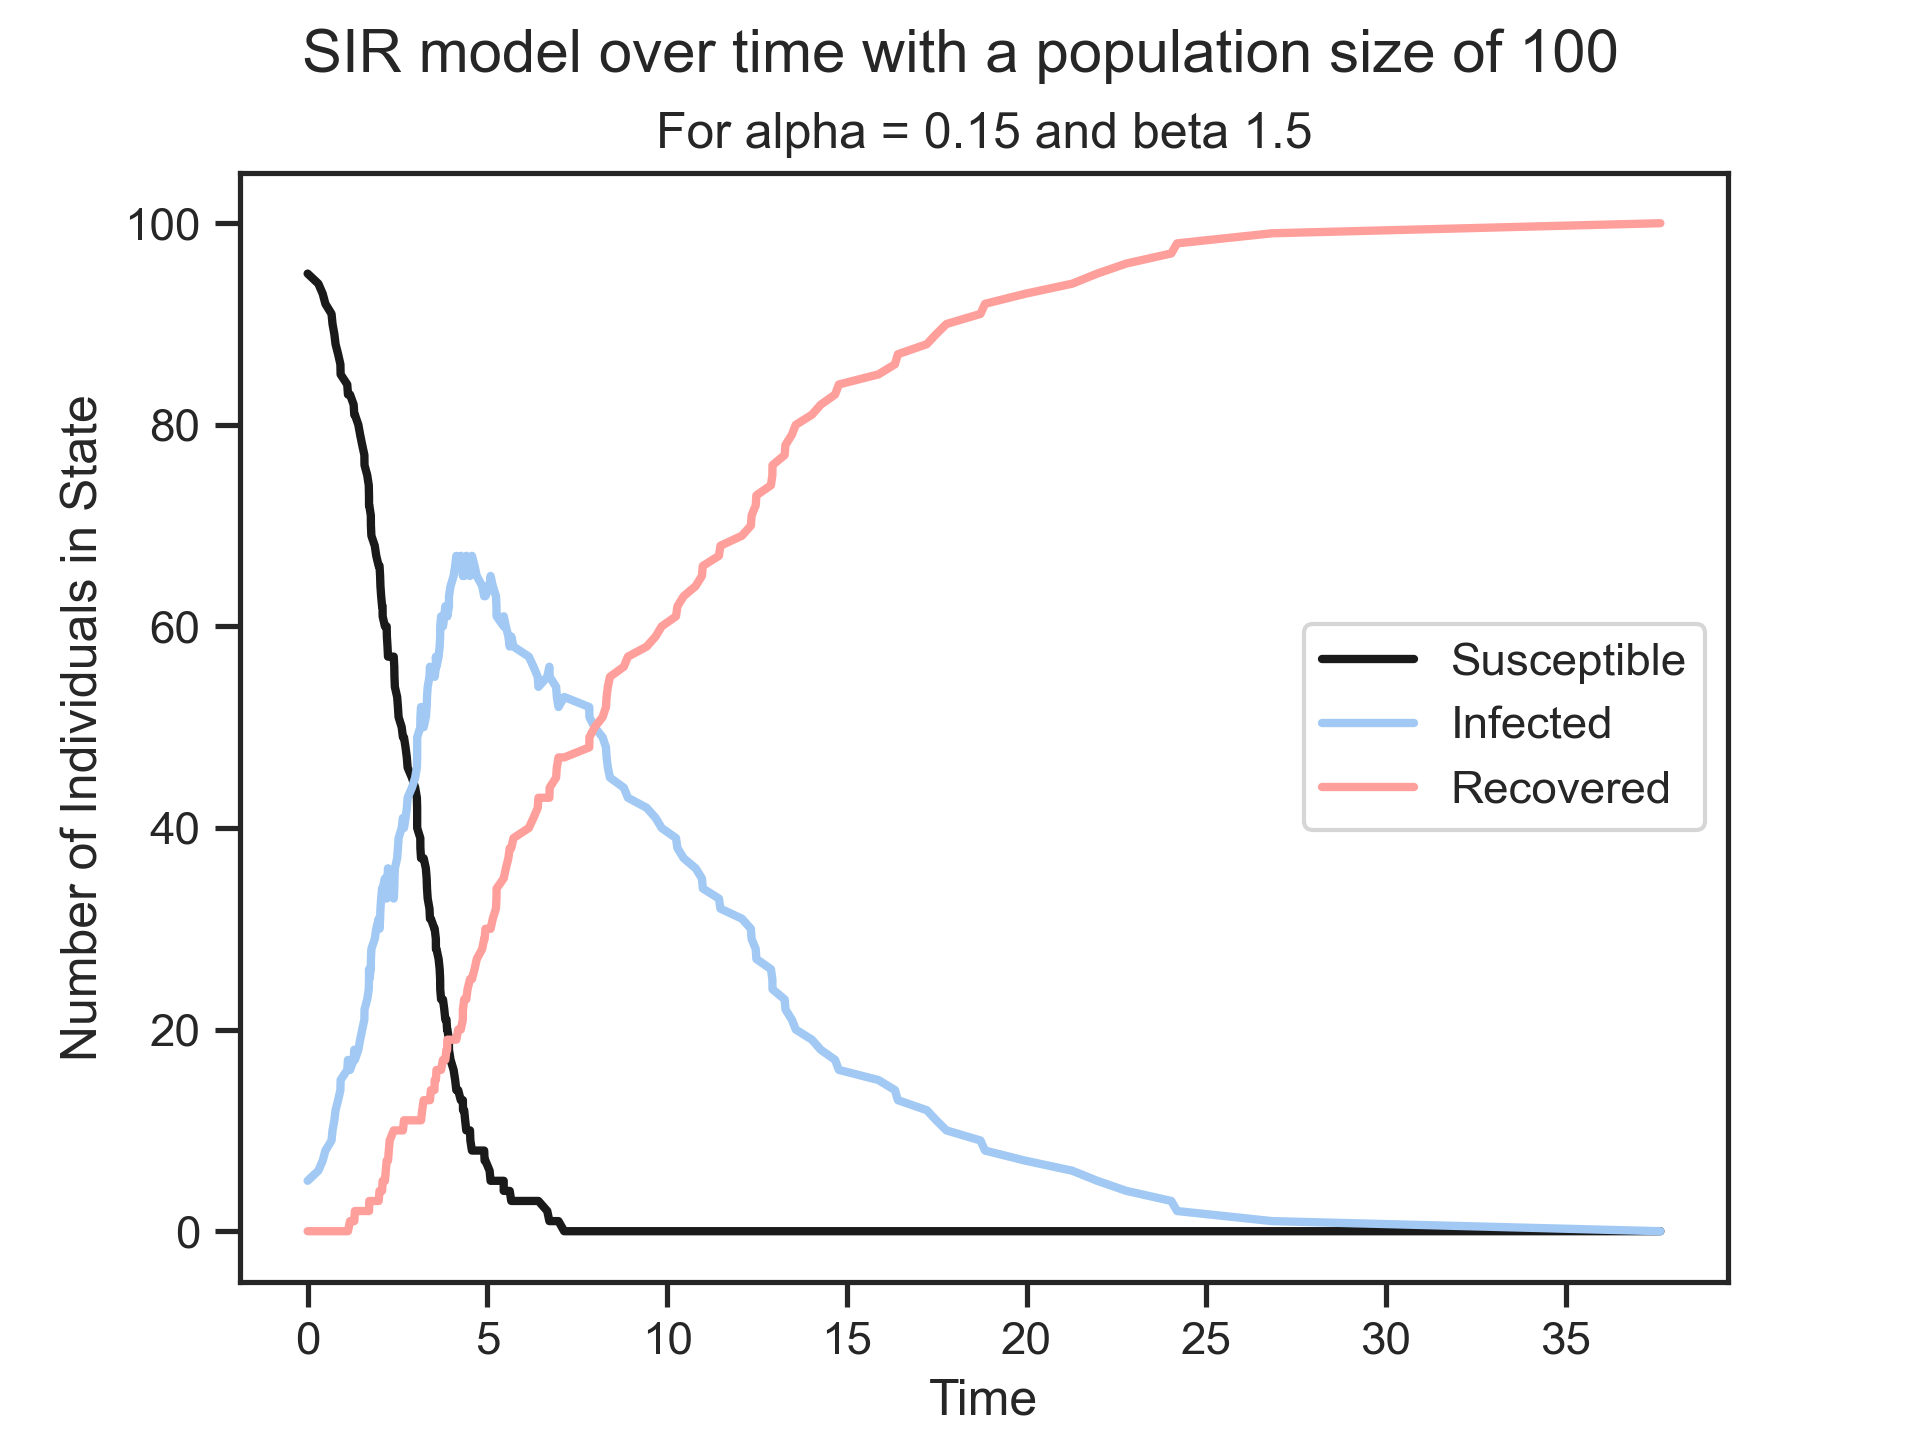 SIR model over time with a population size of 100
For alpha = 0.15 and beta 1.5
Number of Individuals in State
100
80
60
40
20
0
Susceptible
Infected
Recovered
0 5 10 15 20 25 30 35
Time